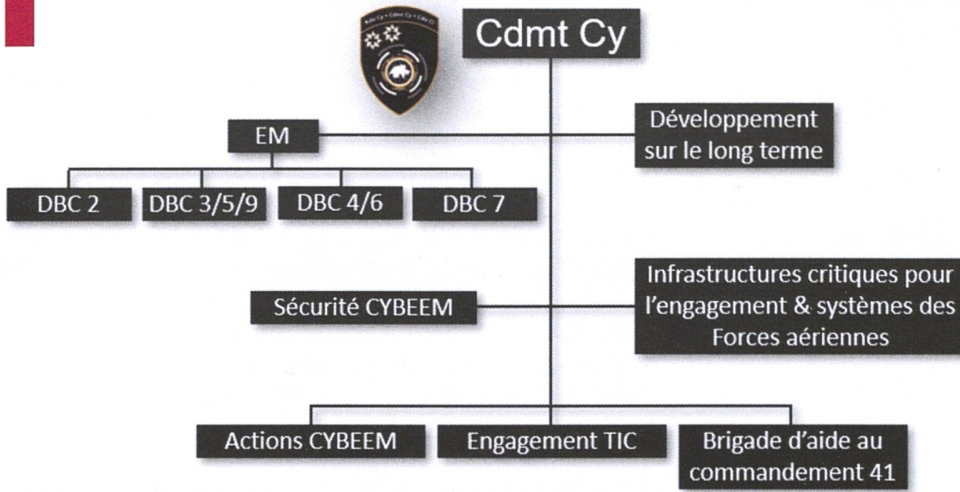 Cdmt Cy
EM
Développement
sur le long terme
DBC 2
DBC 3/5/9
DBC 4/6
DBC 7
Sécurité CYBEEM
Infrastructures critiques pour
l'engagement & systèmes des
Forces aériennes
Actions CYBEEM
Engagement TIC
Brigade d'aide au
commandement 41